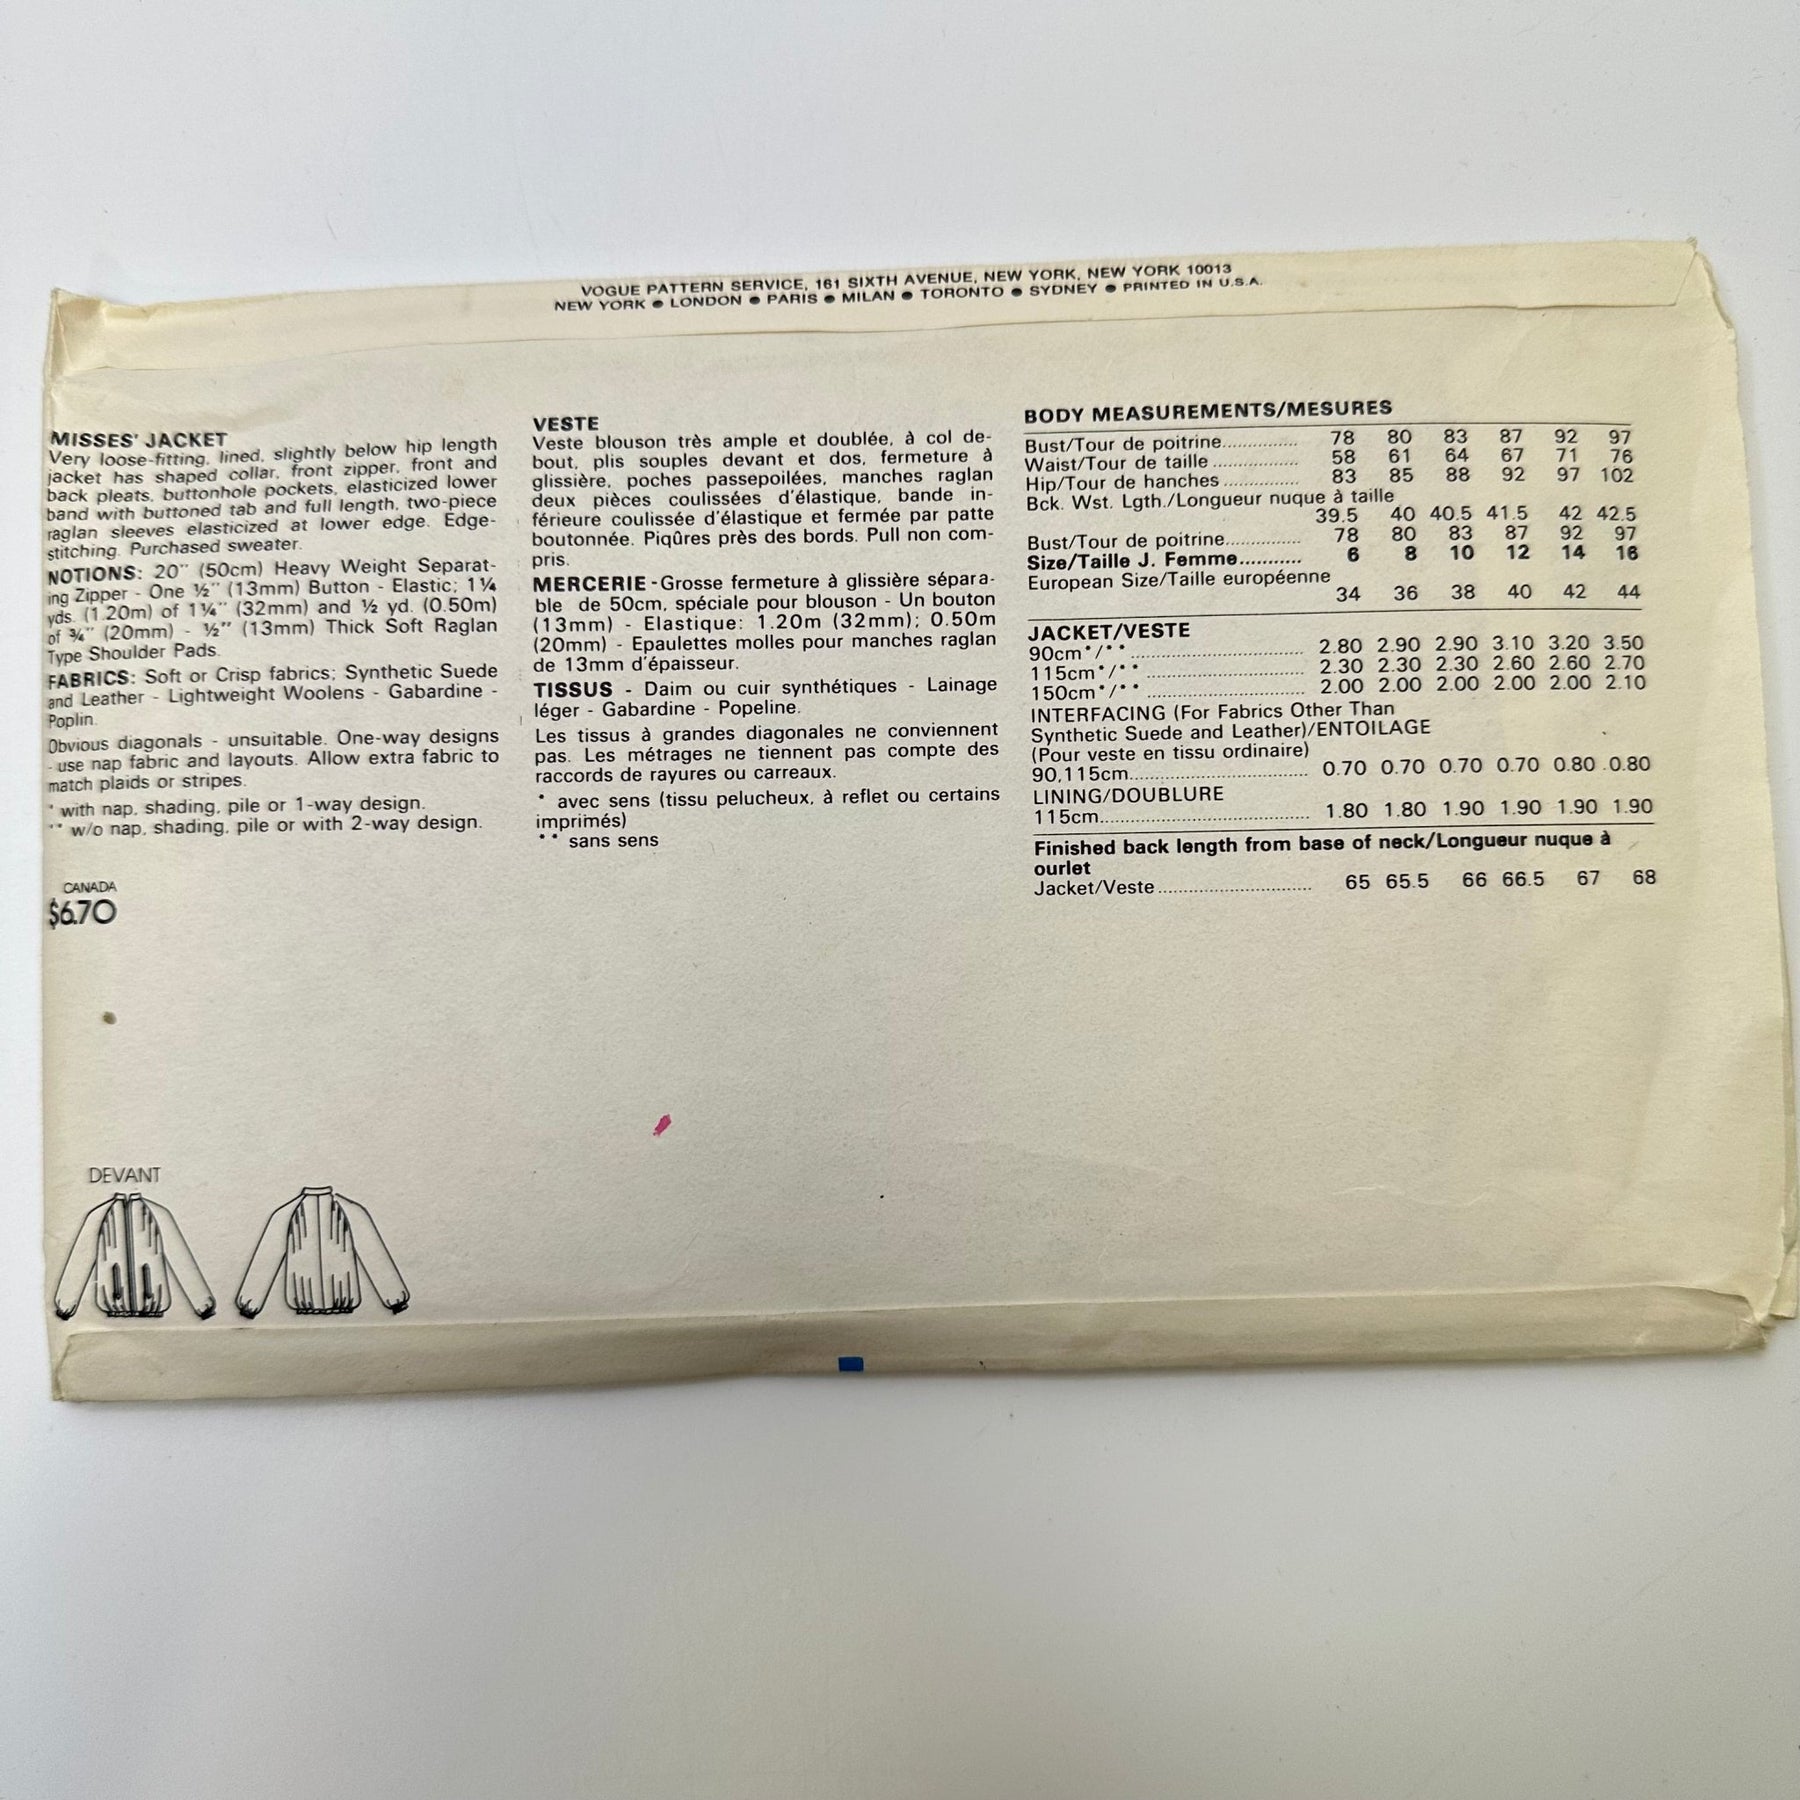 VOGUE PATTERN SERVICE, 161 SIXTH AVENUE, NEW YORK, NEW YORK 10013
NEW YORK ● LONDON ● PARIS ● MILAN ● TORONTO ● SYDNEY ● PRINTED IN U.S.A.
MISSES' JACKET
Very loose-fitting, lined, slightly below hip length
jacket has shaped collar, front zipper, front and
back pleats, buttonhole pockets, elasticized lower
band with buttoned tab and full length, two-piece
raglan sleeves elasticized at lower edge. Edge-
stitching. Purchased sweater.
NOTIONS: 20" (50cm) Heavy Weight Separat-
ing Zipper - One ½" (13mm) Button - Elastic; 1¼
yds. (1.20m) of 1¼" (32mm) and ½ yd. (0.50m)
of ¾" (20mm) - ½" (13mm) Thick Soft Raglan
Type Shoulder Pads.
FABRICS: Soft or Crisp fabrics; Synthetic Suede
and Leather - Lightweight Woolens - Gabardine -
Poplin.
Obvious diagonals - unsuitable. One-way designs
- use nap fabric and layouts. Allow extra fabric to
match plaids or stripes.
* with nap, shading, pile or 1-way design.
** w/o nap, shading, pile or with 2-way design.
CANADA
$6.70
DEVANT
VESTE
Veste blouson très ample et doublée, à col de-
bout, plis souples devant et dos, fermeture à
glissière, poches passepoilées, manches raglan
deux pièces coulissées d'élastique, bande in-
férieure coulissée d'élastique et fermée par patte
boutonnée. Piqûres près des bords. Pull non com-
pris.
MERCERIE - Grosse fermeture à glissière sépara-
ble de 50cm, spéciale pour blouson - Un bouton
(13mm) - Elastique: 1.20m (32mm); 0.50m
(20mm) - Epaulettes molles pour manches raglan
de 13mm d'épaisseur.
TISSUS - Daim ou cuir synthétiques - Lainage
léger - Gabardine - Popeline.
Les tissus à grandes diagonales ne conviennent
pas. Les métrages ne tiennent pas compte des
raccords de rayures ou carreaux.
* avec sens (tissu pelucheux, à reflet ou certains
imprimés)
** sans sens
BODY MEASUREMENTS/MESURES
Bust/Tour de poitrine............... 78 80 83 87 92 97
Waist/Tour de taille ................. 58 61 64 67 71 76
Hip/Tour de hanches ............... 83 85 88 92 97 102
Bck. Wst. Lgth./Longueur nuque à taille
39.5 40 40.5 41.5 42 42.5
Bust/Tour de poitrine............... 78 80 83 87 92 97
Size/Taille J. Femme........... 6 8 10 12 14 16
European Size/Taille européenne
34 36 38 40 42 44
JACKET/VESTE
90cm*/** .............................. 2.80 2.90 2.90 3.10 3.20 3.50
115cm*/** ............................ 2.30 2.30 2.30 2.60 2.60 2.70
150cm*/** ............................ 2.00 2.00 2.00 2.00 2.00 2.10
INTERFACING (For Fabrics Other Than
Synthetic Suede and Leather)/ENTOILAGE
(Pour veste en tissu ordinaire)
90,115cm................................ 0.70 0.70 0.70 0.70 0.80 0.80
LINING/DOUBLURE
115cm..................................... 1.80 1.80 1.90 1.90 1.90 1.90
Finished back length from base of neck/Longueur nuque à
ourlet
Jacket/Veste ........................... 65 65.5 66 66.5 67 68